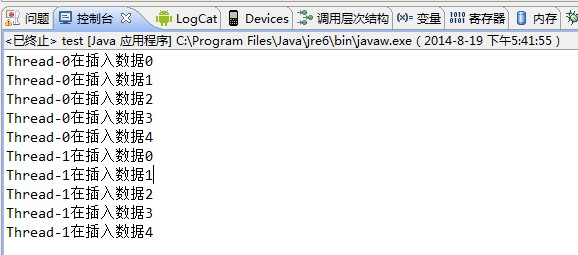 问题 控制台 LogCat Devices 调用层次结构 变量 寄存器 内存
<已终止> test [Java 应用程序] C:\Program Files\Java\jre6\bin\javaw.exe ( 2014-8-19 下午5:41:55 )
Thread-0在插入数据0
Thread-0在插入数据1
Thread-0在插入数据2
Thread-0在插入数据3
Thread-0在插入数据4
Thread-1在插入数据0
Thread-1在插入数据1
Thread-1在插入数据2
Thread-1在插入数据3
Thread-1在插入数据4